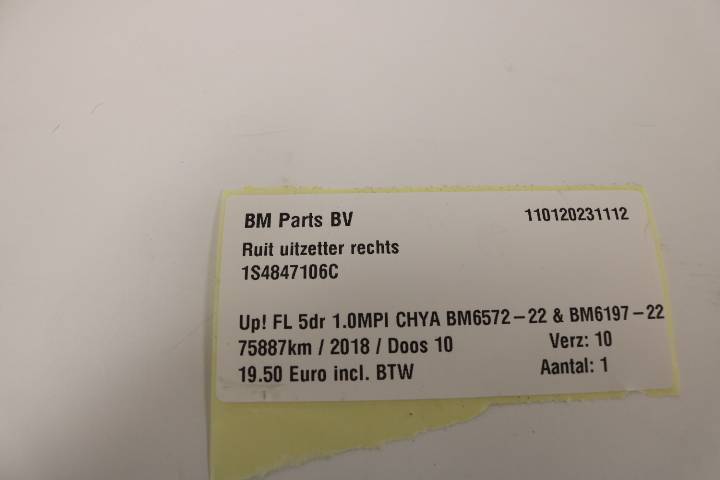 BM Parts BV 110120231112
Ruit uitzetter rechts
1S4847106C
Up! FL 5dr 1.0MPI CHYA BM6572-22 & BM6197-22
75887km / 2018 / Doos 10 Verz: 10
19.50 Euro incl. BTW Aantal: 1